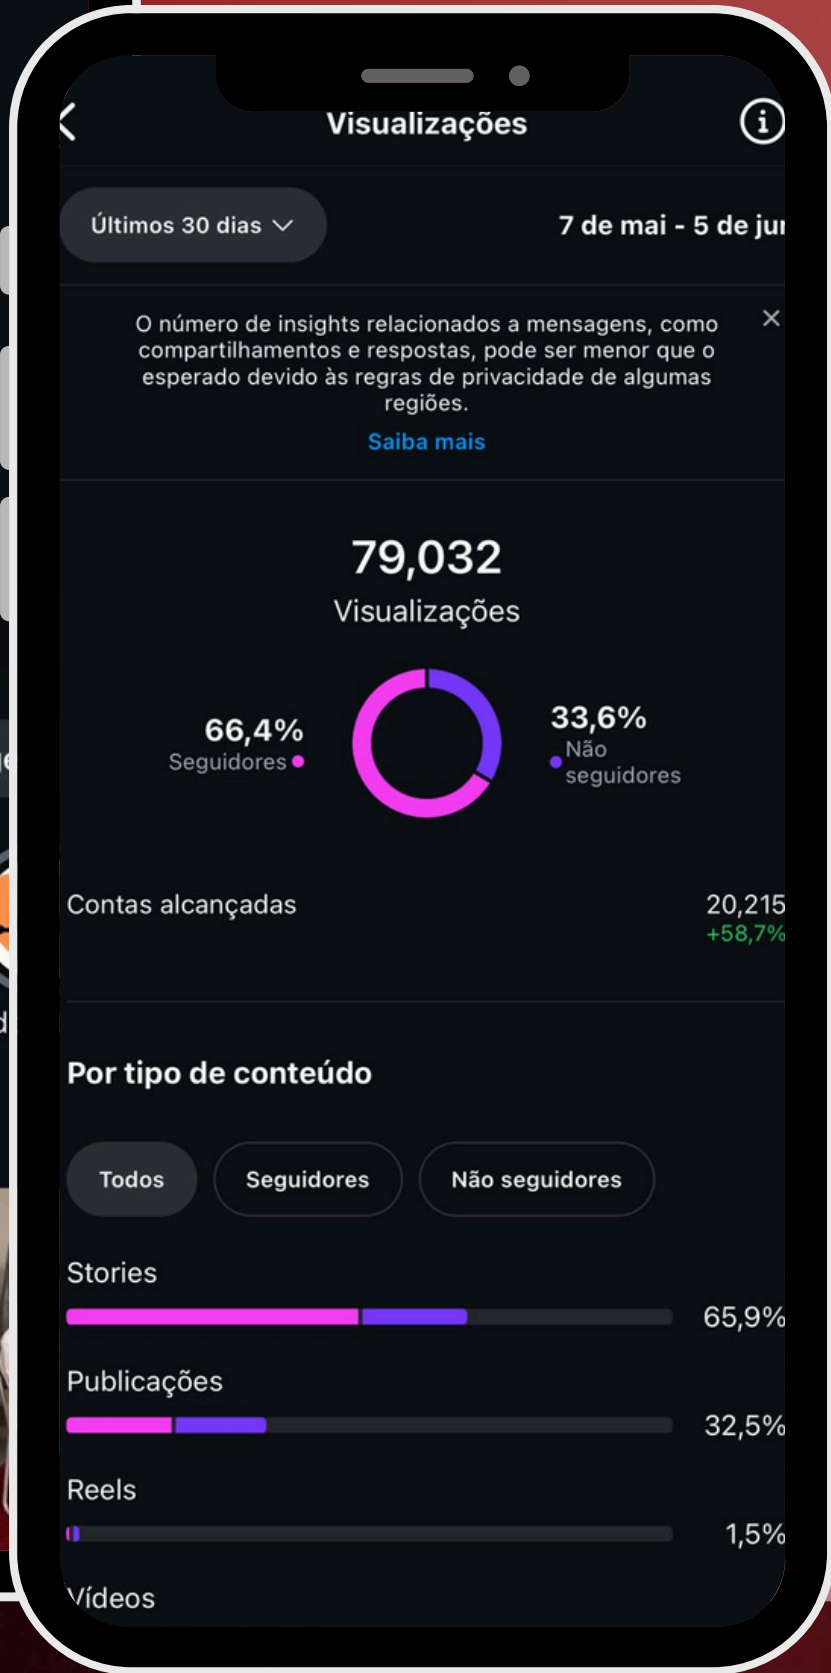 Visualizações
Últimos 30 dias
7 de mai - 5 de jun
O número de insights relacionados a mensagens, como
compartilhamentos e respostas, pode ser menor que o
esperado devido às regras de privacidade de algumas
regiões.
Saiba mais
79,032
Visualizações
66,4%
Seguidores
33,6%
Não
seguidores
Contas alcançadas
20,215
+58,7%
Por tipo de conteúdo
Todos
Seguidores
Não seguidores
Stories
65,9%
Publicações
32,5%
Reels
1,5%
Vídeos